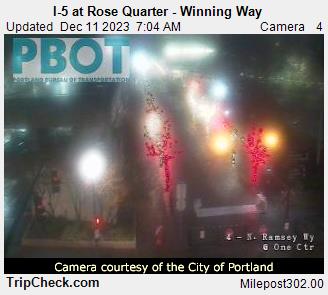 I-5 at Rose Quarter - Winning Way
Updated Dec 11 2023 7:04 AM Camera 4
PBOT
PORTLAND BUREAU OF TRANSPORTATION
4 - N. Ramsey Wy
@ One Ctr
Camera courtesy of the City of Portland
TripCheck.com Milepost302.00